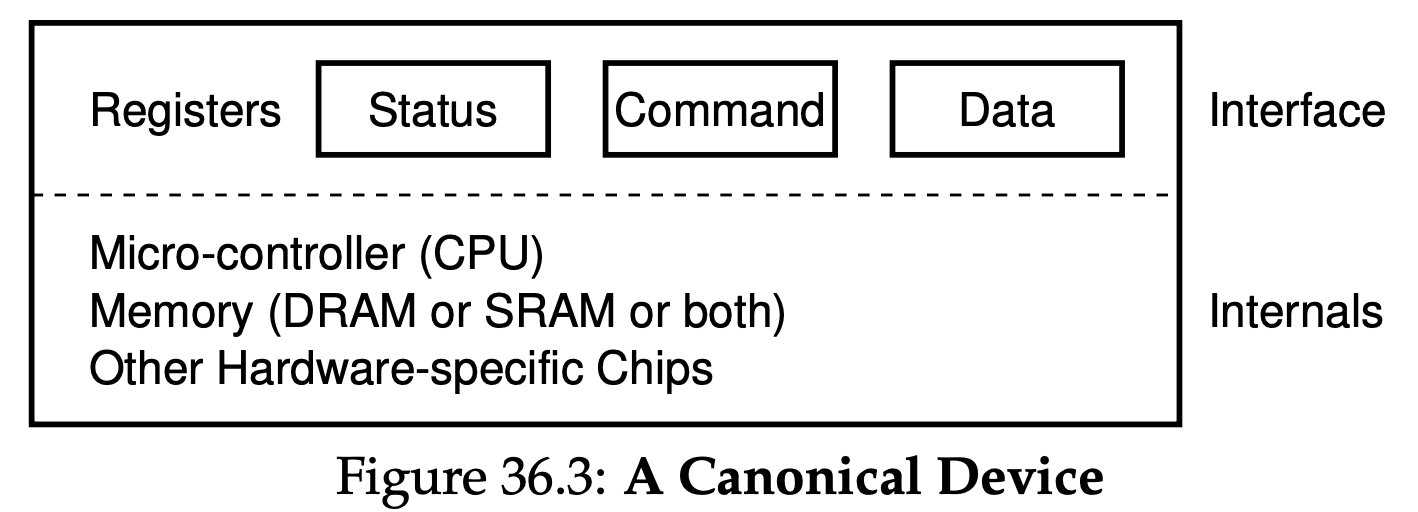 Registers Status Command Data Interface
Micro-controller (CPU)
Memory (DRAM or SRAM or both) Internals
Other Hardware-specific Chips
Figure 36.3: A Canonical Device